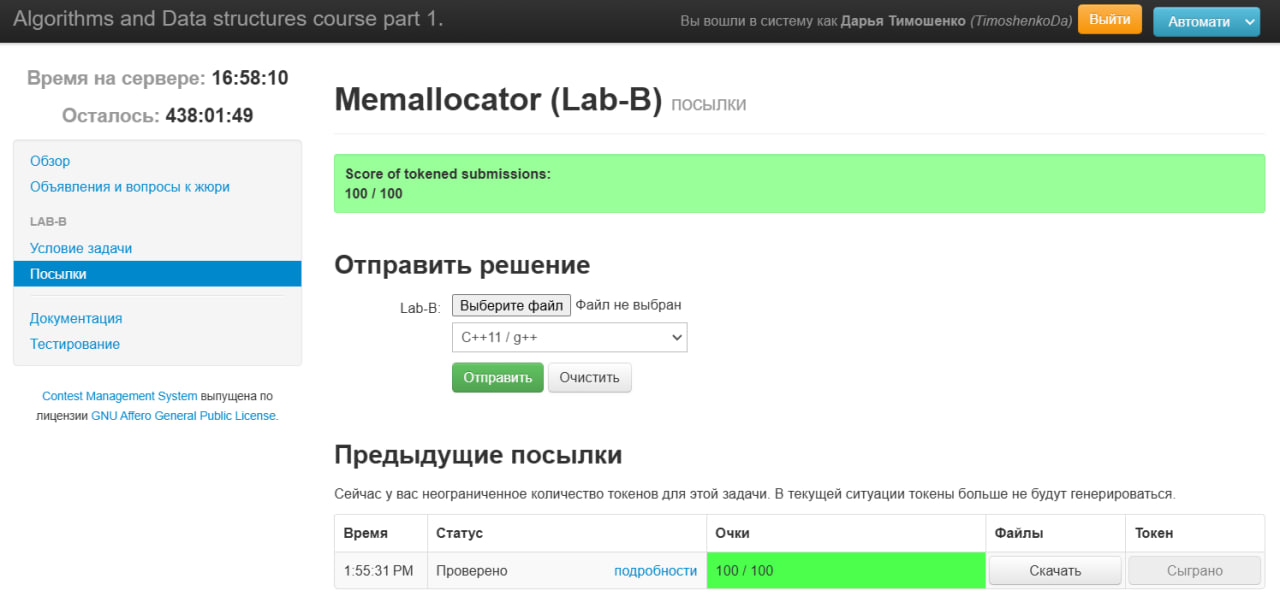 Algorithms and Data structures course part 1.
Вы вошли в систему как Дарья Тимошенко (TimoshenkoDa) Выйти Автомати
Время на сервере: 16:58:10
Осталось: 438:01:49
Обзор
Объявления и вопросы к жюри
LAB-B
Условие задачи
Посылки
Документация
Тестирование
Contest Management System выпущена по
лицензии GNU Affero General Public License.
Memallocator (Lab-B) посылки
Score of tokened submissions:
100 / 100
Отправить решение
Lab-B: Выберите файл Файл не выбран
C++11 / g++
Отправить Очистить
Предыдущие посылки
Сейчас у вас неограниченное количество токенов для этой задачи. В текущей ситуации токены больше не будут генерироваться.
Время Статус Очки Файлы Токен
1:55:31 PM Проверено подробности 100 / 100 Скачать Сыграно